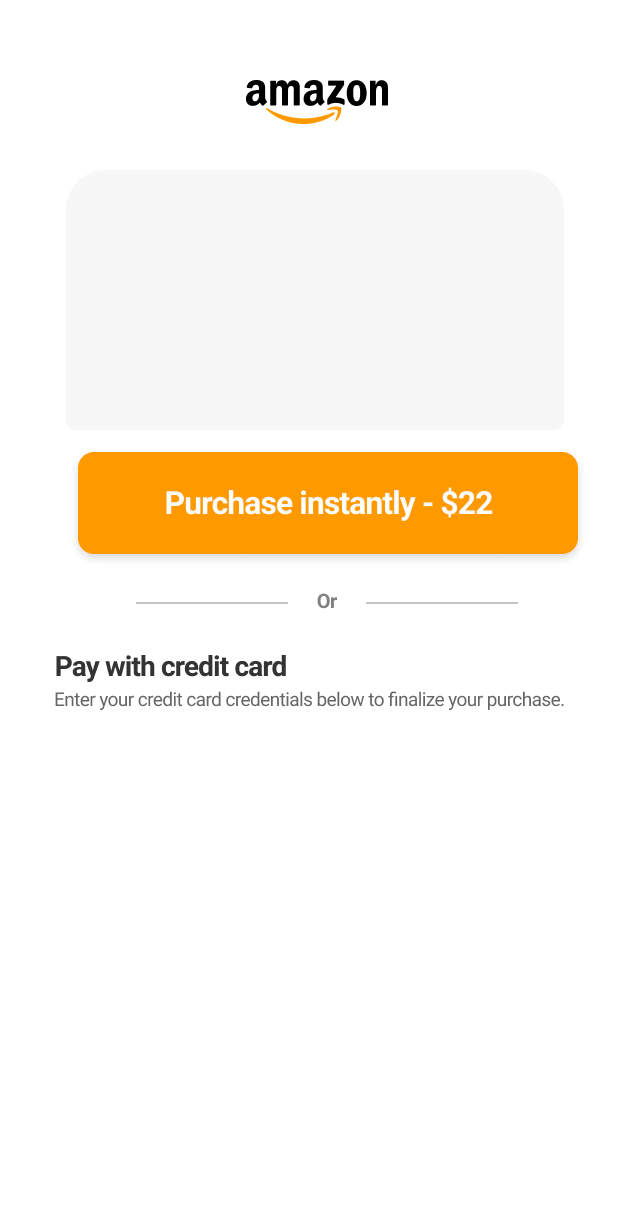 amazon
Purchase instantly - $22
Or
Pay with credit card
Enter your credit card credentials below to finalize your purchase.